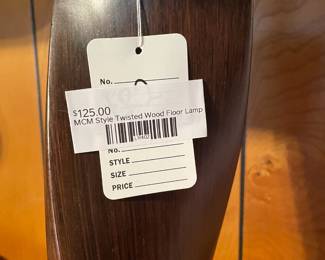 No.
$125.00
MCM Style Twisted Wood Floor Lamp
No.
STYLE
SIZE
PRICE